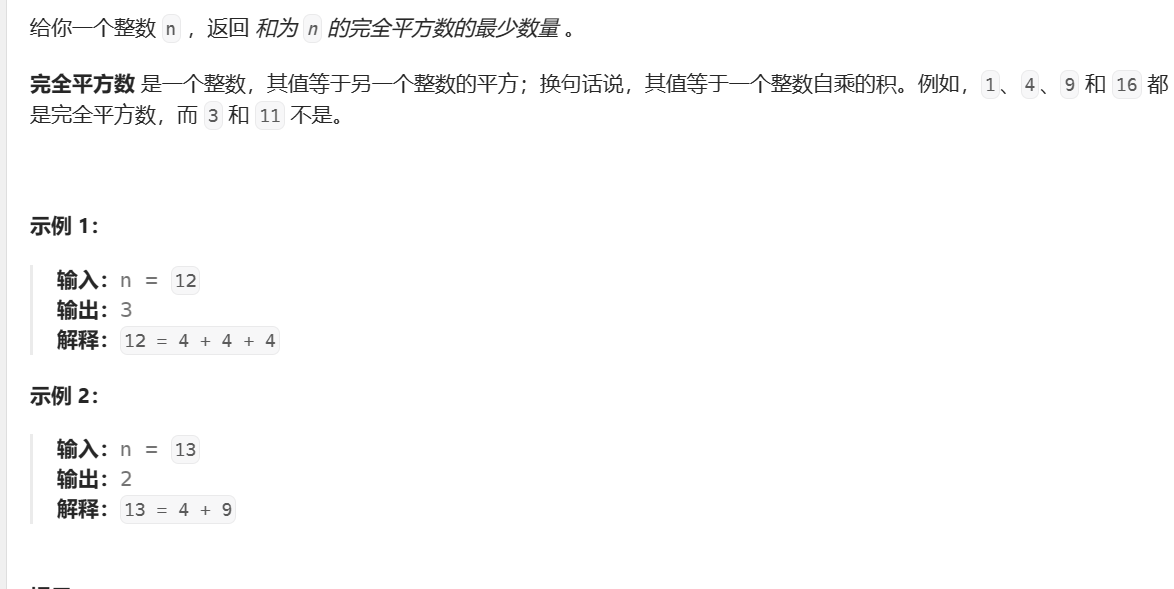 给你一个整数 n ，返回 和为 n 的完全平方数的最少数量 。
完全平方数 是一个整数，其值等于另一个整数的平方；换句话说，其值等于一个整数自乘的积。例如，1、4、9 和 16 都
是完全平方数，而 3 和 11 不是。
示例 1：
输入：n = 12
输出：3
解释：12 = 4 + 4 + 4
示例 2：
输入：n = 13
输出：2
解释：13 = 4 + 9